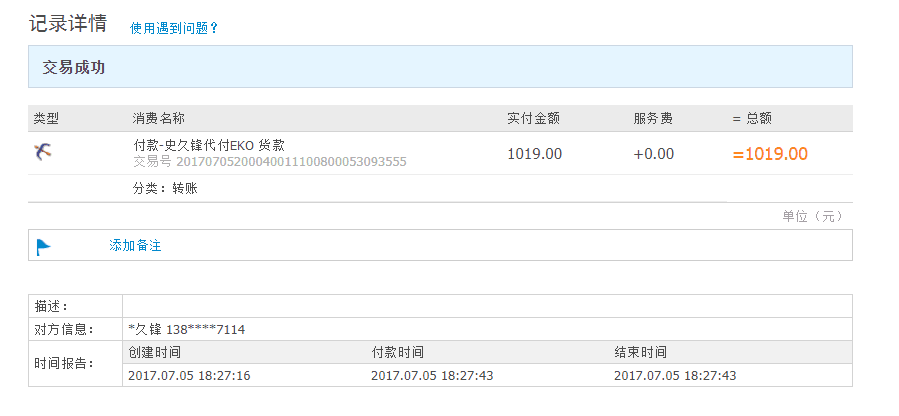 记录详情 使用遇到问题？
交易成功
类型 消费名称 实付金额 服务费 = 总额
付款-史久锋代付EKO 货款
交易号 20170705200040011100800053093555
1019.00 +0.00 =1019.00
分类：转账
单位（元）
添加备注
描述：
对方信息： *久锋 138****7114
时间报告： 创建时间 付款时间 结束时间
2017.07.05 18:27:16 2017.07.05 18:27:43 2017.07.05 18:27:43